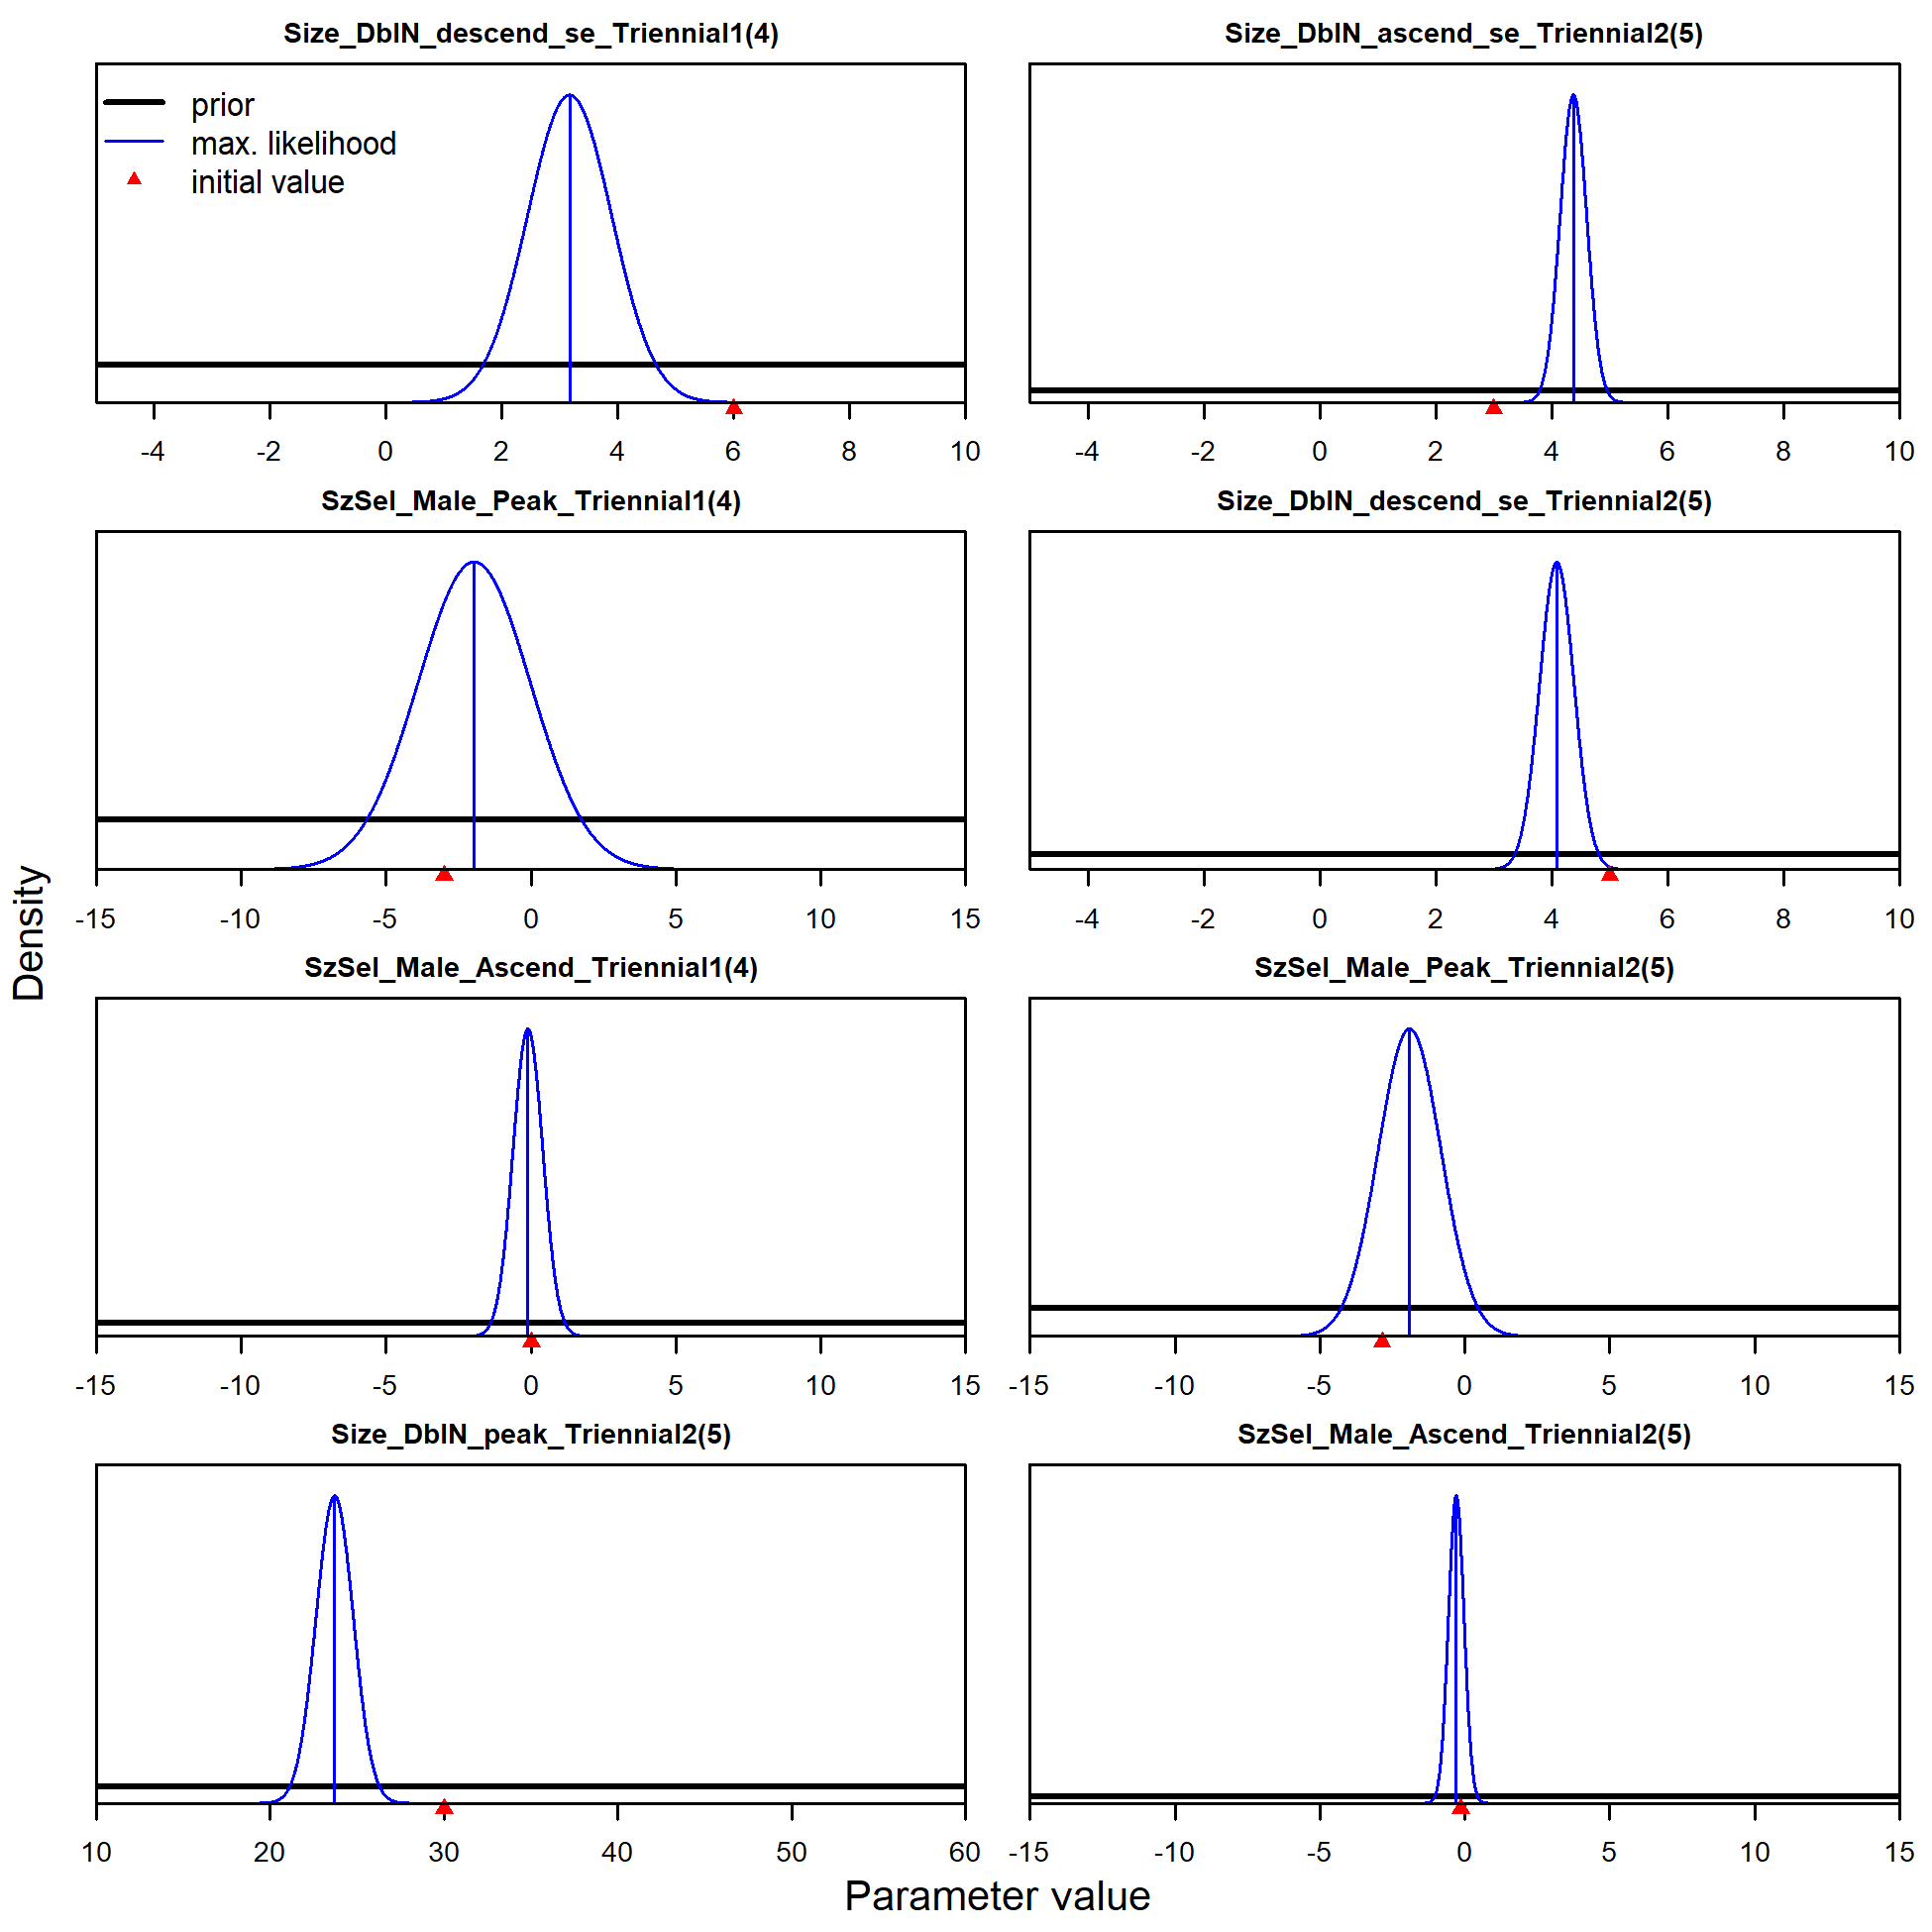 Size_DblN_descend_se_Triennial1(4)
Size_DblN_ascend_se_Triennial2(5)
prior
max. likelihood
initial value
-4 -2 0 2 4 6 8 10
-4 -2 0 2 4 6 8 10
SzSel_Male_Peak_Triennial1(4)
Size_DblN_descend_se_Triennial2(5)
-15 -10 -5 0 5 10 15
-4 -2 0 2 4 6 8 10
SzSel_Male_Ascend_Triennial1(4)
SzSel_Male_Peak_Triennial2(5)
Density
-15 -10 -5 0 5 10 15
-15 -10 -5 0 5 10 15
Size_DblN_peak_Triennial2(5)
SzSel_Male_Ascend_Triennial2(5)
10 20 30 40 50 60
-15 -10 -5 0 5 10 15
Parameter value